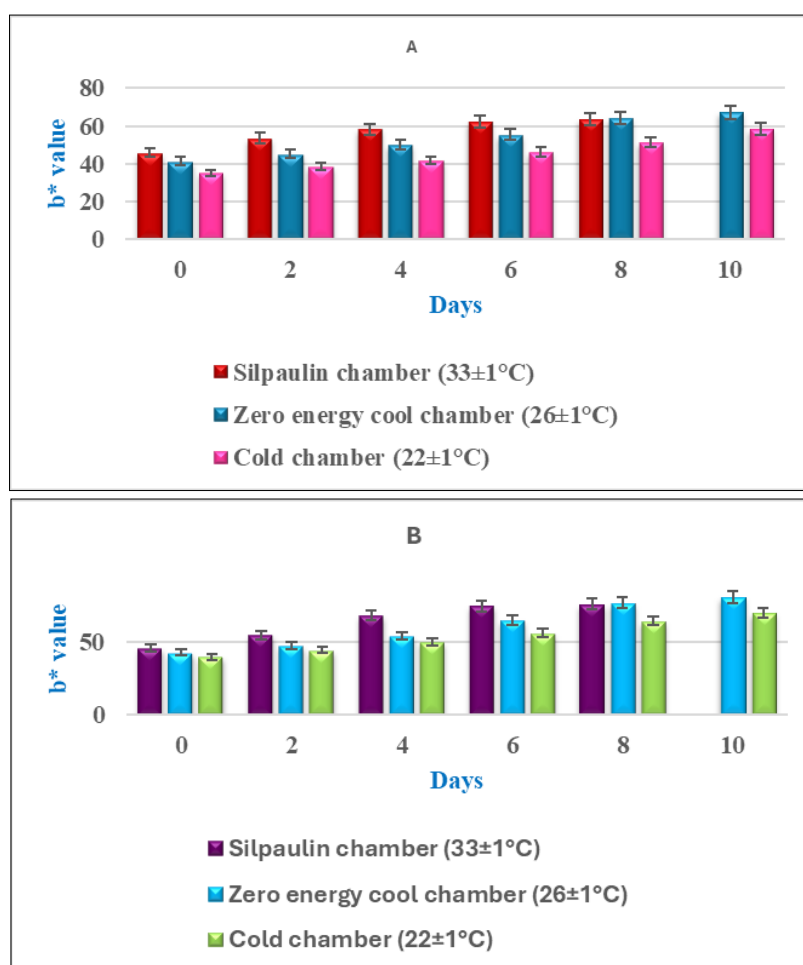 A
80
60
40
20
0
b* value
0 2 4 6 8 10
Days
Silpaulin chamber (33±1°C)
Zero energy cool chamber (26±1°C)
Cold chamber (22±1°C)
B
50
0
b* value
0 2 4 6 8 10
Days
Silpaulin chamber (33±1°C)
Zero energy cool chamber (26±1°C)
Cold chamber (22±1°C)